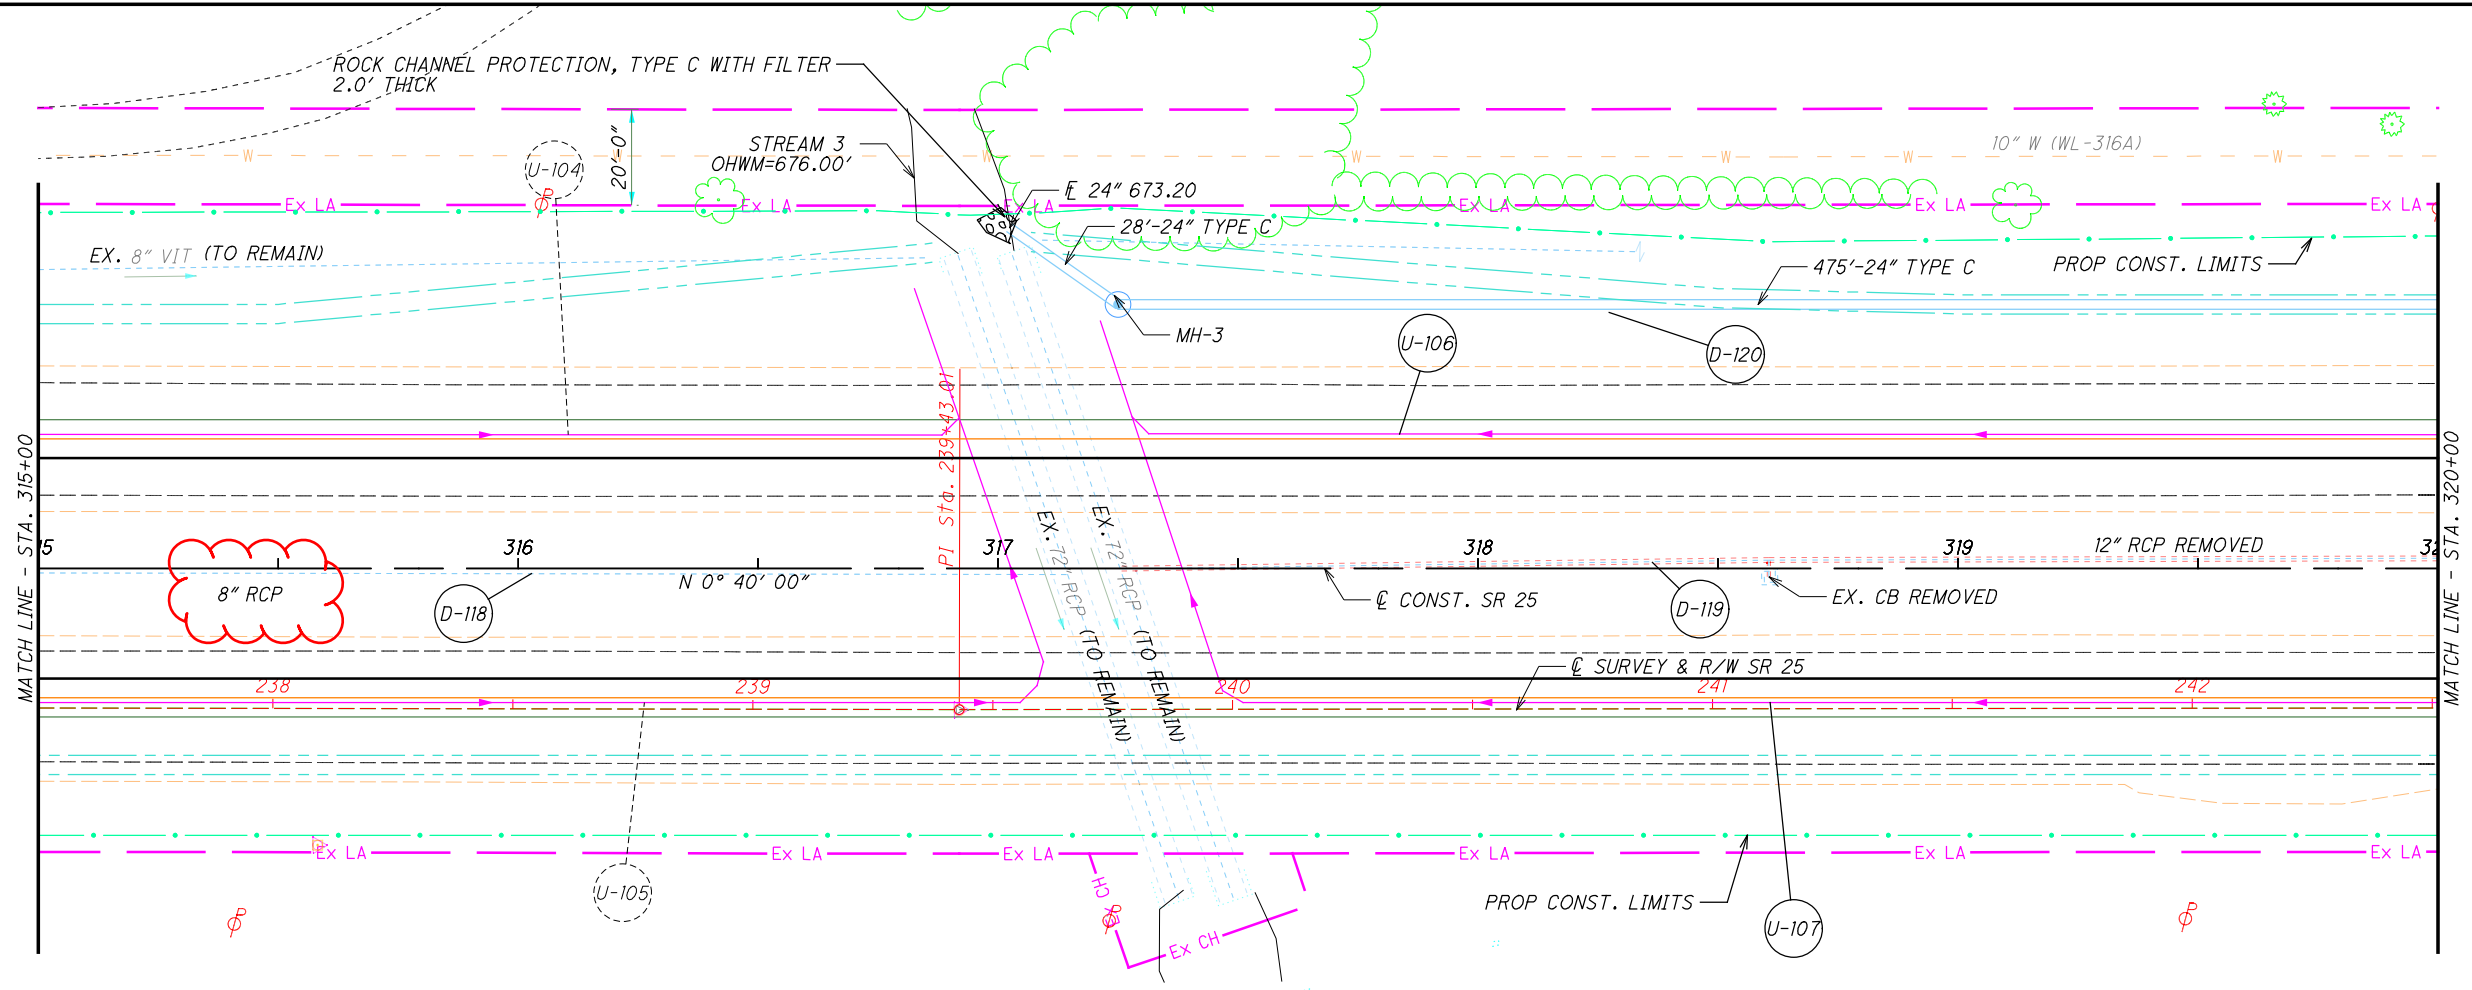 ROCK CHANNEL PROTECTION, TYPE C WITH FILTER
2.0' THICK
20'-0"
STREAM 3
OHWM=676.00'
10" W (WL-316A)
W
W
W
W
W
W
W
U-104
P
℄ 24" 673.20
Ex LA
Ex LA
Ex LA
Ex LA
Ex LA
Ex LA
28'-24" TYPE C
EX. 8" VIT (TO REMAIN)
475'-24" TYPE C
PROP CONST. LIMITS
MH-3
U-106
D-120
PI Sta. 239+43.01
MATCH LINE - STA. 315+00
MATCH LINE - STA. 320+00
EX. 72" RCP (TO REMAIN)
EX. 72" RCP (TO REMAIN)
316
317
318
319
12" RCP REMOVED
8" RCP
D-118
N 0° 40' 00"
℄ CONST. SR 25
D-119
EX. CB REMOVED
℄ SURVEY & R/W SR 25
238
239
240
241
242
Ex LA
Ex LA
Ex LA
Ex LA
Ex LA
Ex LA
U-105
P
Ex CH
P
Ex CH
PROP CONST. LIMITS
U-107
P